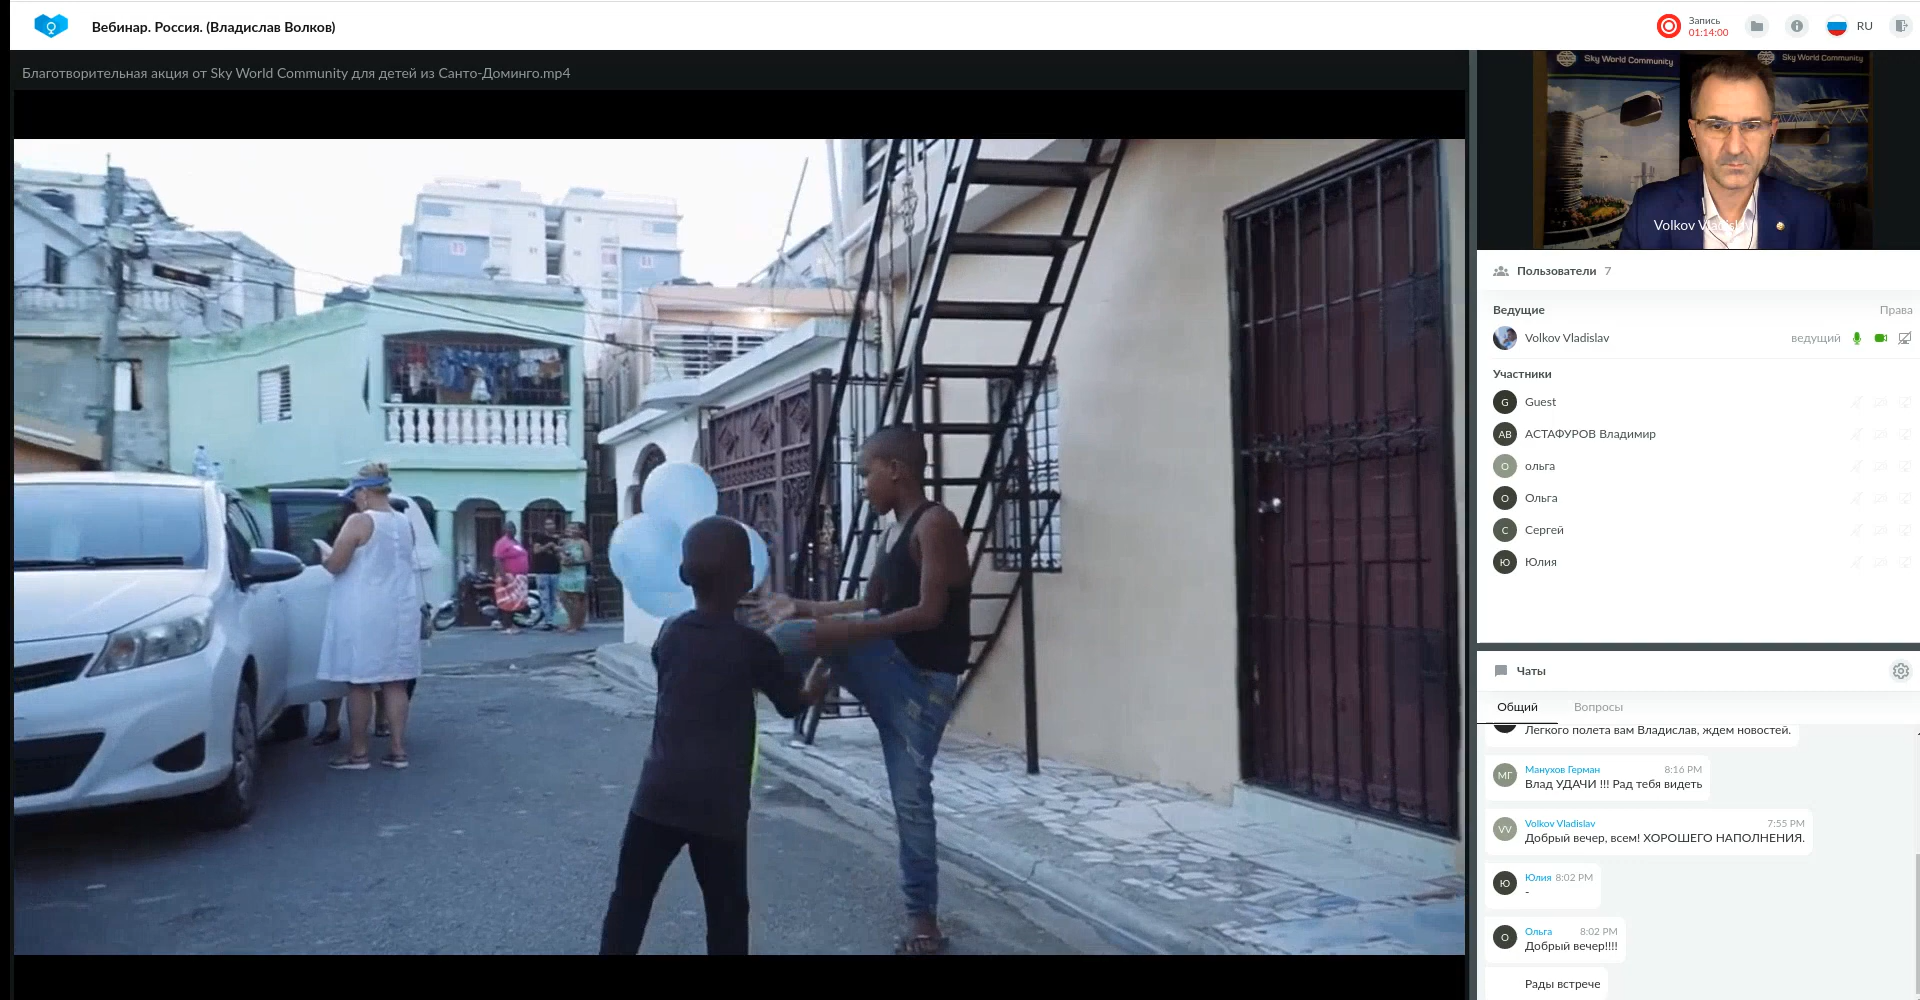 Вебинар. Россия. (Владислав Волков)
Запись
01:14:00
RU
Благотворительная акция от Sky World Community для детей из Санто-Доминго.mp4
Sky World Community
Sky World Community
Volkov Vladislav
Пользователи 7
Ведущие
Права
Volkov Vladislav
ведущий
Участники
G
Guest
АВ
АСТАФУРОВ Владимир
О
ольга
О
Ольга
С
Сергей
Ю
Юлия
Чаты
Общий
Вопросы
Легкого полета вам Владислав, ждем новостей.
МГ
Манухов Герман 8:16 PM
Влад УДАЧИ !!! Рад тебя видеть
VV
Volkov Vladislav 7:55 PM
Добрый вечер, всем! ХОРОШЕГО НАПОЛНЕНИЯ.
Ю
Юлия 8:02 PM
-
О
Ольга 8:02 PM
Добрый вечер!!!!
Рады встрече